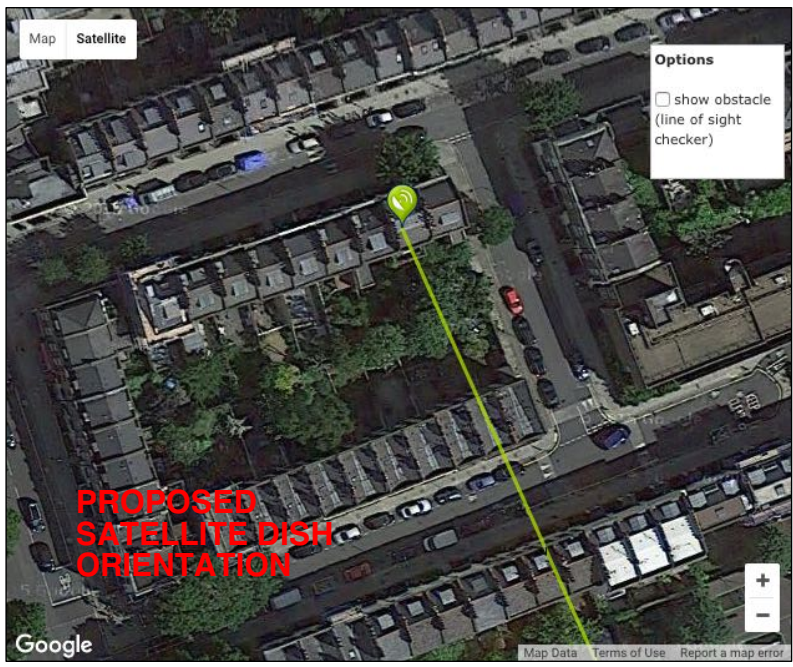 Map Satellite
Options
show obstacle
(line of sight
checker)
PROPOSED
SATELLITE DISH
ORIENTATION
+
−
Google
Map Data Terms of Use Report a map error